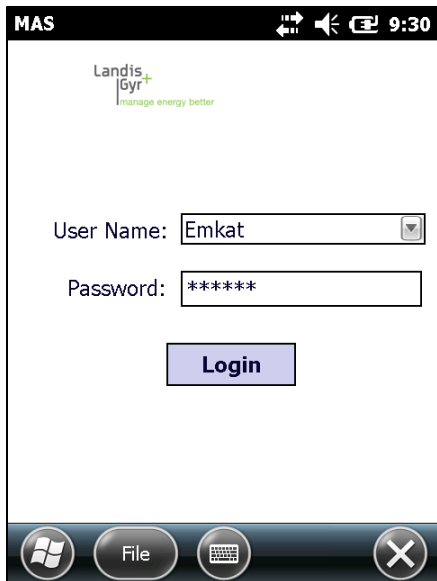 MAS 9:30
Landis
Gyr+
manage energy better
User Name: Emkat
Password: ******
Login
File